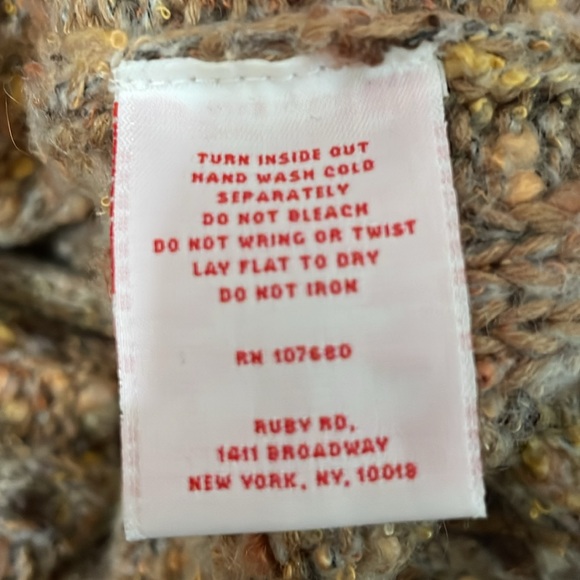 TURN INSIDE OUT
HAND WASH COLD
SEPARATELY
DO NOT BLEACH
DO NOT WRING OR TWIST
LAY FLAT TO DRY
DO NOT IRON
RN 107680
RUBY RD,
1411 BROADWAY
NEW YORK, NY, 10018